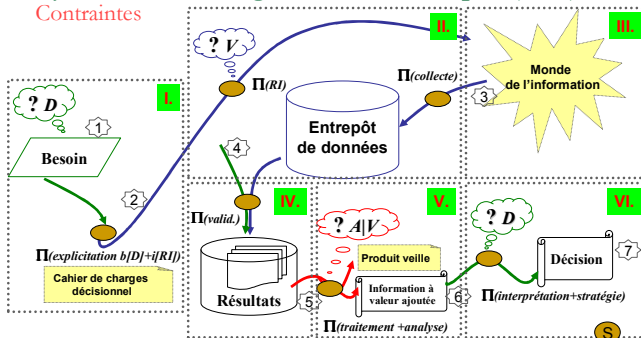 Contraintes
I.
? D
1
Besoin
2
Π(explicitation b[D]+i[RI])
Cahier de charges
décisionnel
II.
? V
Π(RI)
Π(collecte)
3
Entrepôt
de données
III.
Monde
de l’information
4
Π(valid.)
IV.
Résultats
5
V.
? A|V
Produit veille
Information à
valeur ajoutée
6
Π(traitement +analyse)
VI.
? D
Décision
7
Π(interprétation+stratégie)
S